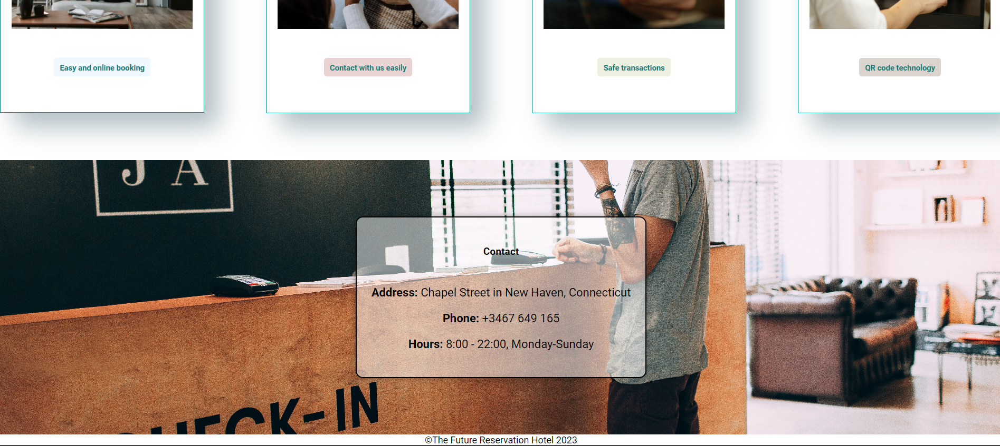 Easy and online booking
Contact with us easily
Safe transactions
QR code technology
J A
Contact
Address: Chapel Street in New Haven, Connecticut
Phone: +3467 649 165
Hours: 8:00 - 22:00, Monday-Sunday
CHECK-IN
©The Future Reservation Hotel 2023